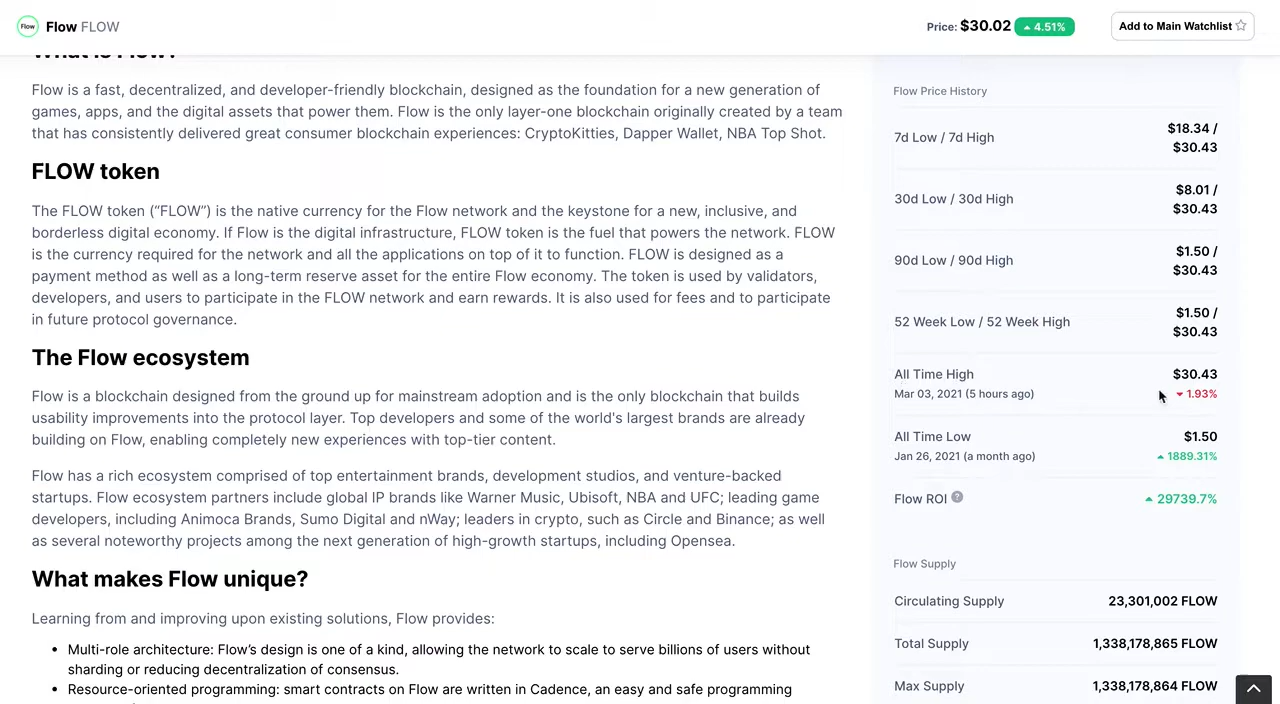 Flow
Flow FLOW
Price: $30.02 4.51%
Add to Main Watchlist
What is Flow?
Flow is a fast, decentralized, and developer-friendly blockchain, designed as the foundation for a new generation of
games, apps, and the digital assets that power them. Flow is the only layer-one blockchain originally created by a team
that has consistently delivered great consumer blockchain experiences: CryptoKitties, Dapper Wallet, NBA Top Shot.
FLOW token
The FLOW token (“FLOW”) is the native currency for the Flow network and the keystone for a new, inclusive, and
borderless digital economy. If Flow is the digital infrastructure, FLOW token is the fuel that powers the network. FLOW
is the currency required for the network and all the applications on top of it to function. FLOW is designed as a
payment method as well as a long-term reserve asset for the entire Flow economy. The token is used by validators,
developers, and users to participate in the FLOW network and earn rewards. It is also used for fees and to participate
in future protocol governance.
The Flow ecosystem
Flow is a blockchain designed from the ground up for mainstream adoption and is the only blockchain that builds
usability improvements into the protocol layer. Top developers and some of the world's largest brands are already
building on Flow, enabling completely new experiences with top-tier content.
Flow has a rich ecosystem comprised of top entertainment brands, development studios, and venture-backed
startups. Flow ecosystem partners include global IP brands like Warner Music, Ubisoft, NBA and UFC; leading game
developers, including Animoca Brands, Sumo Digital and nWay; leaders in crypto, such as Circle and Binance; as well
as several noteworthy projects among the next generation of high-growth startups, including Opensea.
What makes Flow unique?
Learning from and improving upon existing solutions, Flow provides:
• Multi-role architecture: Flow’s design is one of a kind, allowing the network to scale to serve billions of users without
sharding or reducing decentralization of consensus.
• Resource-oriented programming: smart contracts on Flow are written in Cadence, an easy and safe programming
Flow Price History
7d Low / 7d High
$18.34 /
$30.43
30d Low / 30d High
$8.01 /
$30.43
90d Low / 90d High
$1.50 /
$30.43
52 Week Low / 52 Week High
$1.50 /
$30.43
All Time High $30.43
Mar 03, 2021 (5 hours ago) 1.93%
All Time Low $1.50
Jan 26, 2021 (a month ago) 1889.31%
Flow ROI ? 29739.7%
Flow Supply
Circulating Supply 23,301,002 FLOW
Total Supply 1,338,178,865 FLOW
Max Supply 1,338,178,864 FLOW